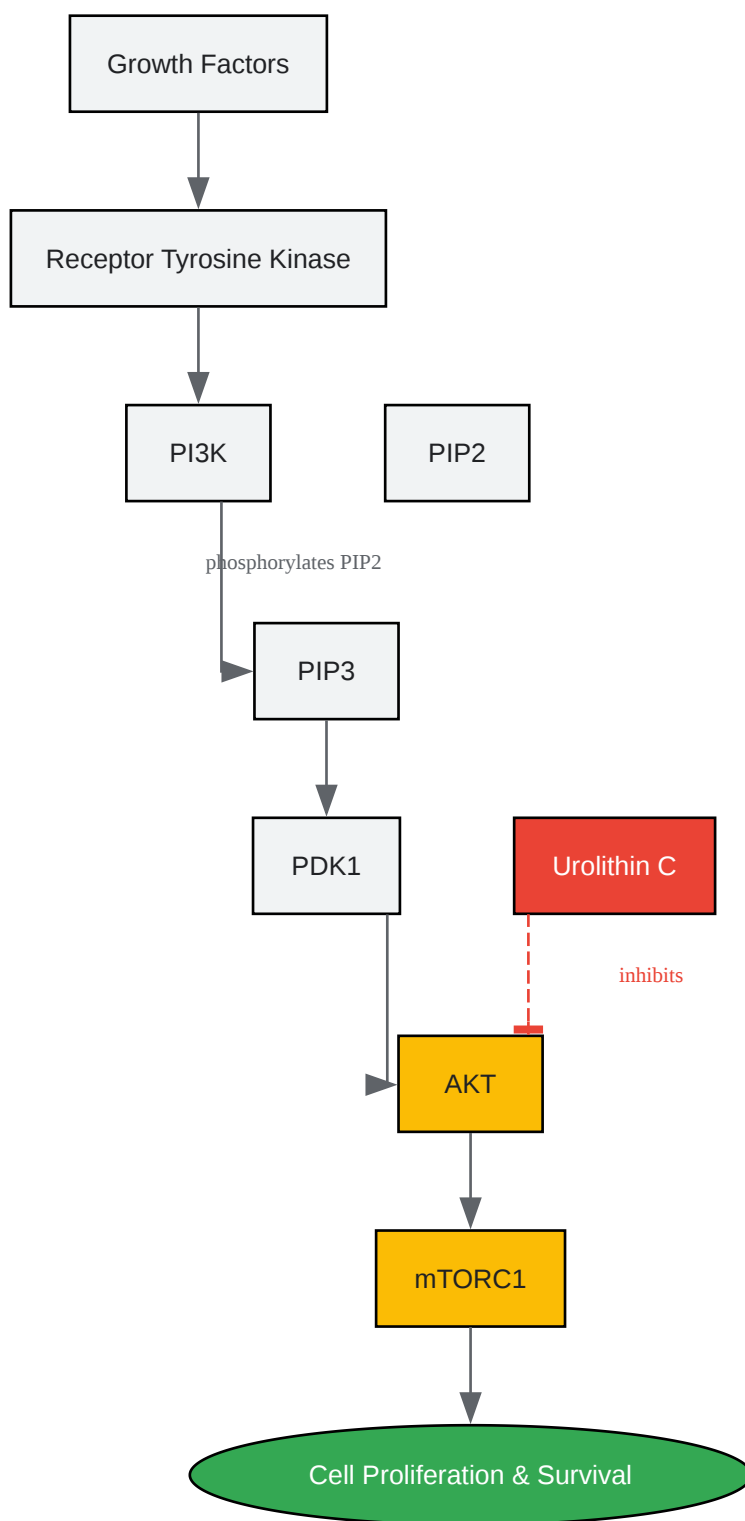 Growth Factors
Receptor Tyrosine Kinase
PI3K
PIP2
phosphorylates PIP2
PIP3
PDK1
Urolithin C
inhibits
AKT
mTORC1
Cell Proliferation & Survival